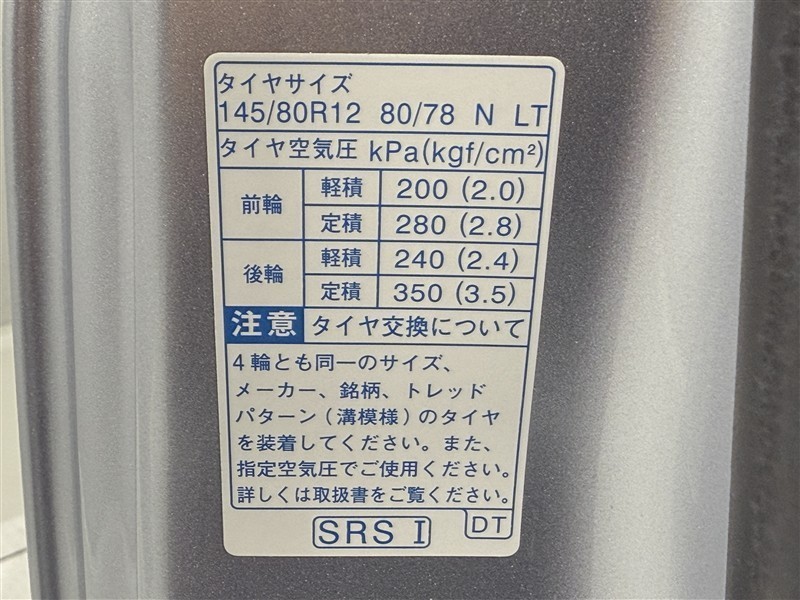 タイヤサイズ
145/80R12 80/78 N LT
タイヤ空気圧 kPa(kgf/cm²)
前輪 軽積 200 (2.0)
定積 280 (2.8)
後輪 軽積 240 (2.4)
定積 350 (3.5)
注意 タイヤ交換について
4輪とも同一のサイズ、
メーカー、銘柄、トレッド
パターン(溝模様)のタイヤ
を装着してください。また、
指定空気圧でご使用ください。
詳しくは取扱書をご覧ください。
SRS I DT